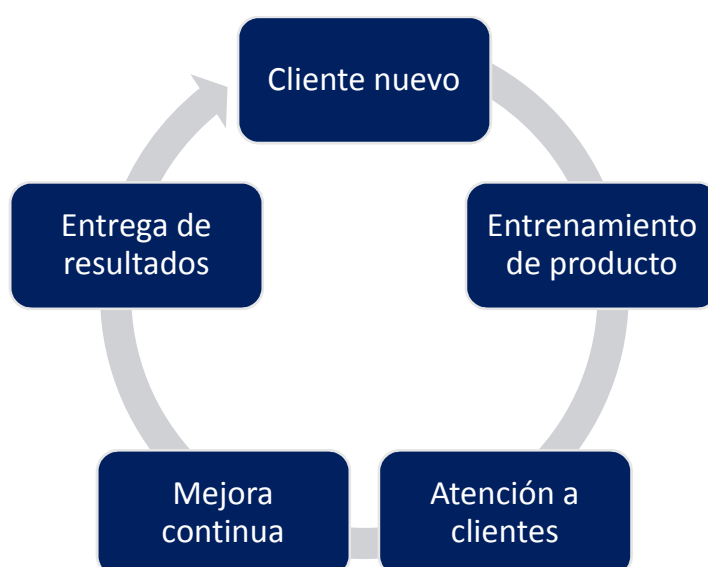 Cliente nuevo
Entrenamiento
de producto
Atención a
clientes
Mejora
continua
Entrega de
resultados